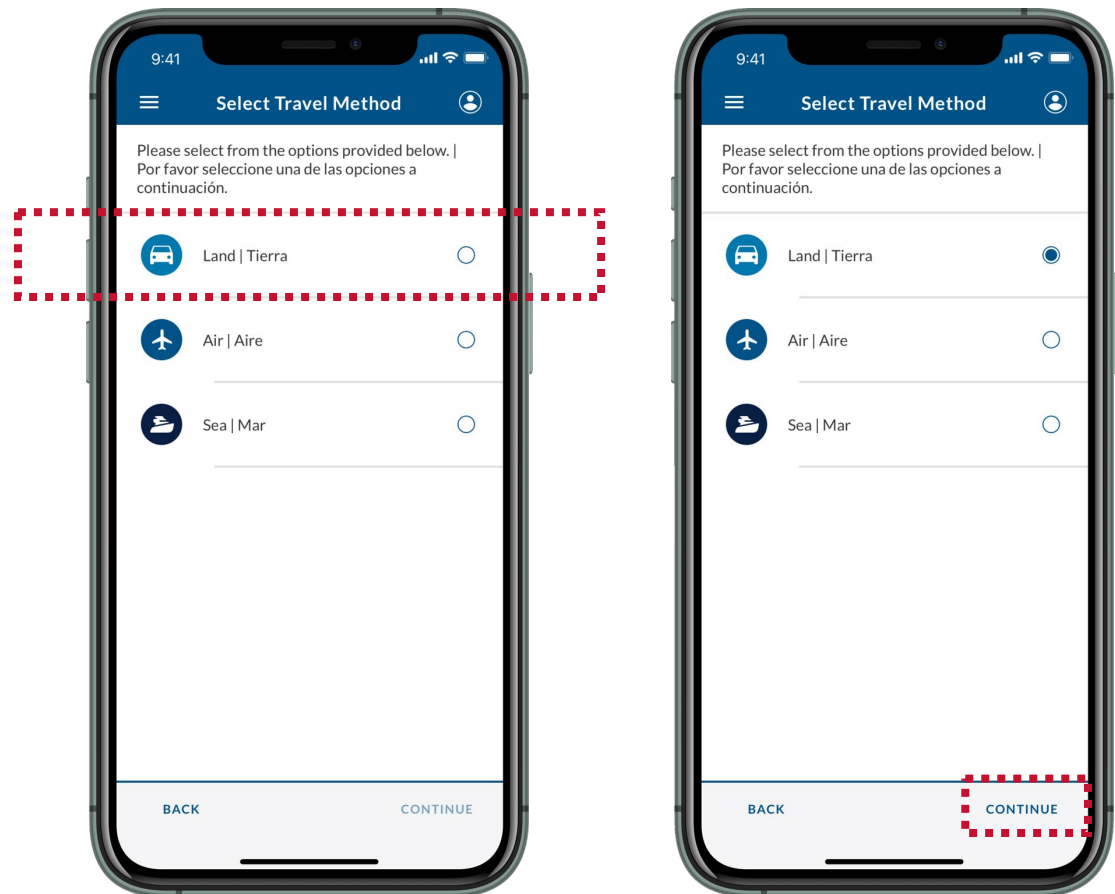 9:41
Select Travel Method
Please select from the options provided below. |
Por favor seleccione una de las opciones a
continuación.
Land | Tierra
Air | Aire
Sea | Mar
BACK
CONTINUE
9:41
Select Travel Method
Please select from the options provided below. |
Por favor seleccione una de las opciones a
continuación.
Land | Tierra
Air | Aire
Sea | Mar
BACK
CONTINUE